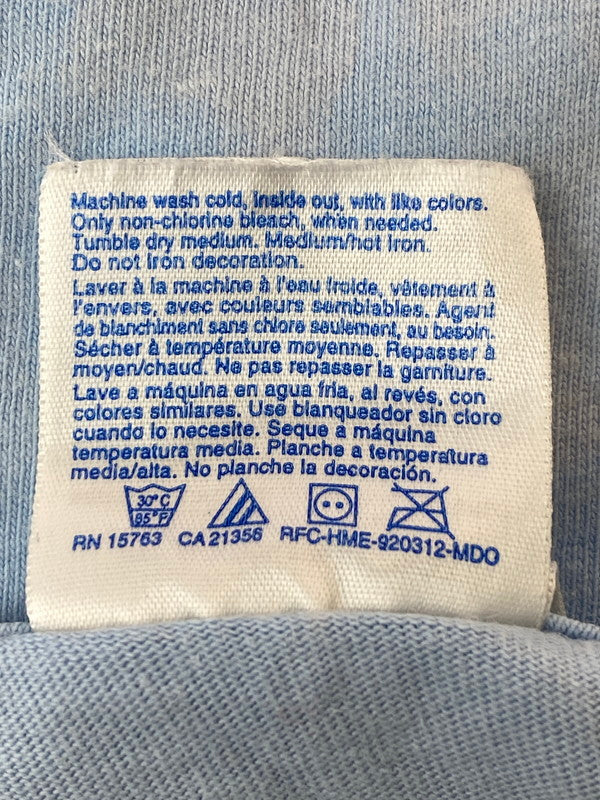 Machine wash cold, inside out, with like colors.
Only non-chlorine bleach, when needed.
Tumble dry medium. Medium/hot iron.
Do not iron decoration.
Laver à la machine à l'eau froide, vêtement à
l'envers, avec couleurs semblables. Agent
de blanchiment sans chlore seulement, au besoin.
Sécher à température moyenne. Repasser à
moyen/chaud. Ne pas repasser la garniture.
Lave a máquina en agua fria, al revés, con
colores similares. Use blanqueador sin cloro
cuando lo necesite. Seque a máquina
temperatura media. Planche a temperatura
media/alta. No planche la decoración.
30°C
85°F
RN 15763 CA 21356 RFC-HME-920312-MDO